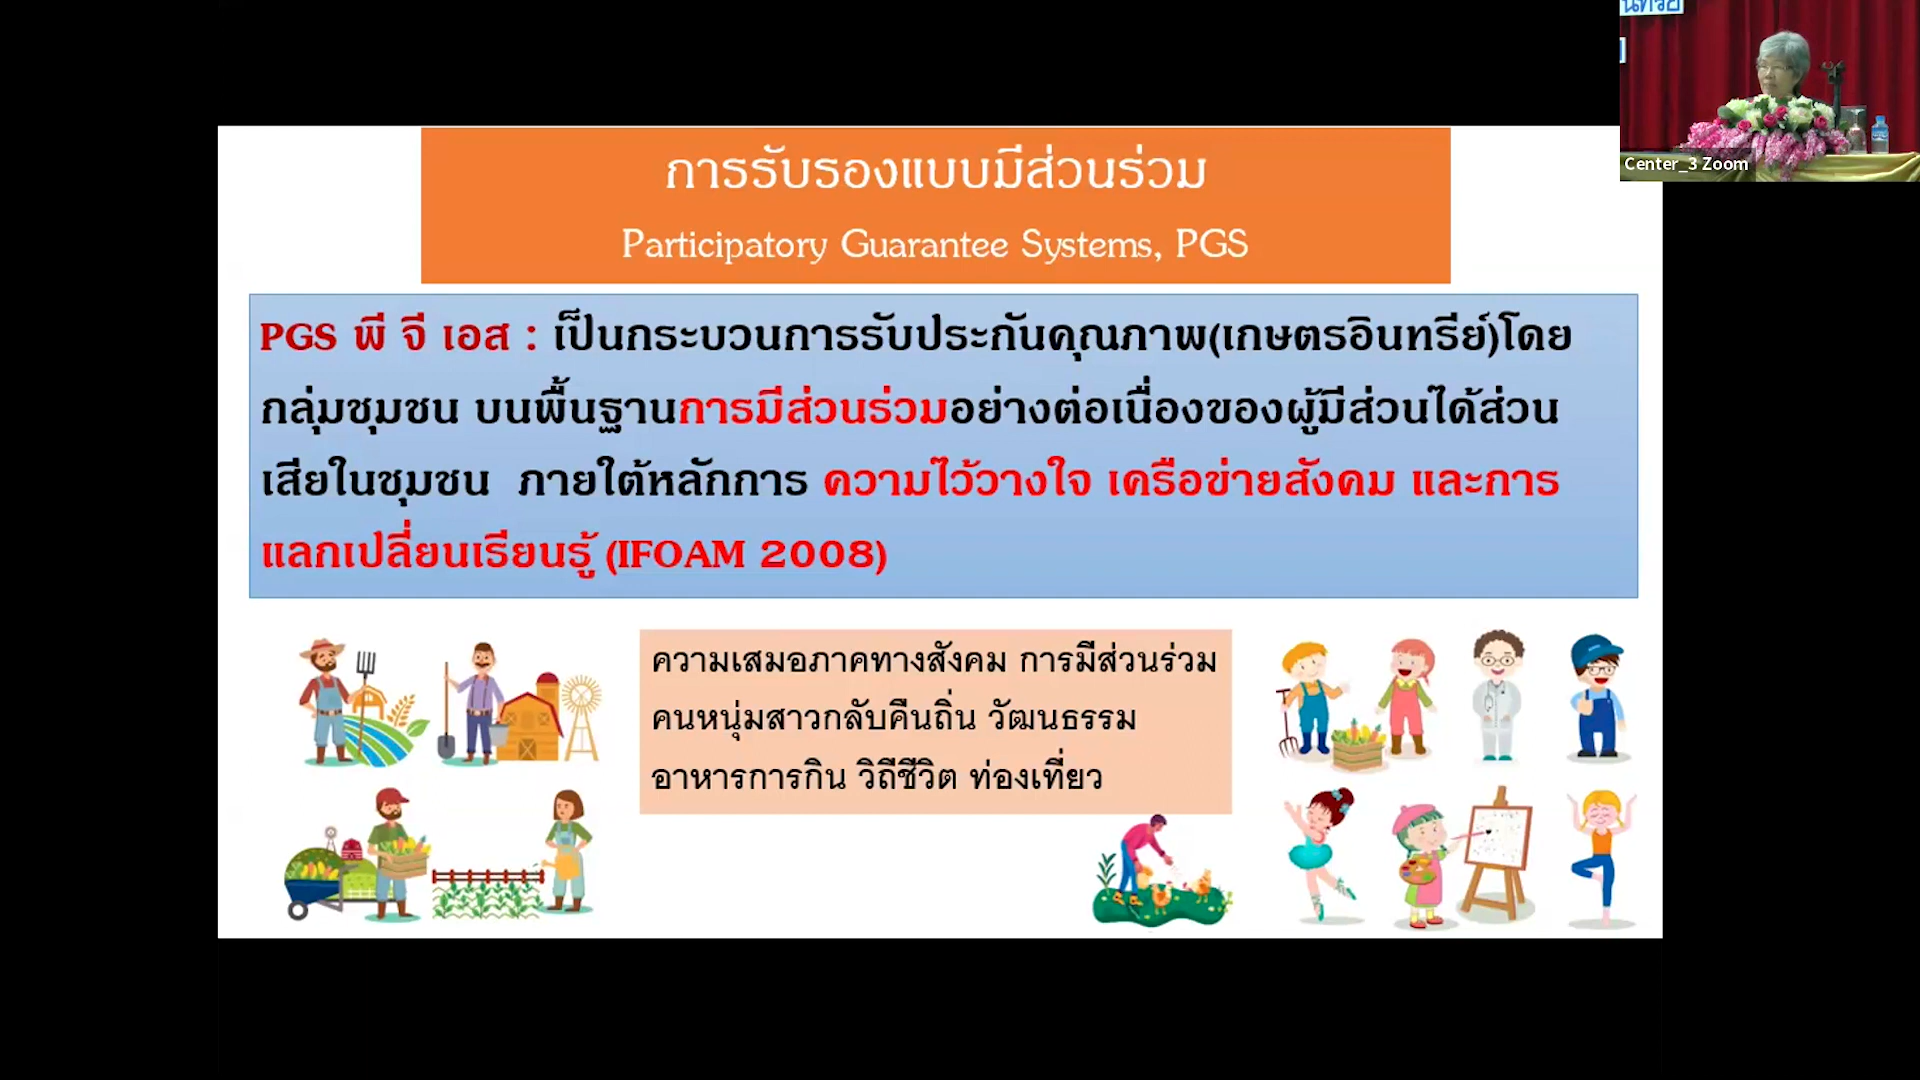 การรับรองแบบมีส่วนร่วม
Participatory Guarantee Systems, PGS
PGS พี จี เอส : เป็นกระบวนการรับประกันคุณภาพ(เกษตรอินทรีย์)โดย
กลุ่มชุมชน บนพื้นฐานการมีส่วนร่วมอย่างต่อเนื่องของผู้มีส่วนได้ส่วน
เสียในชุมชน ภายใต้หลักการ ความไว้วางใจ เครือข่ายสังคม และการ
แลกเปลี่ยนเรียนรู้ (IFOAM 2008)
ความเสมอภาคทางสังคม การมีส่วนร่วม
คนหนุ่มสาวกลับคืนถิ่น วัฒนธรรม
อาหารการกิน วิถีชีวิต ท่องเที่ยว
Center_3 Zoom